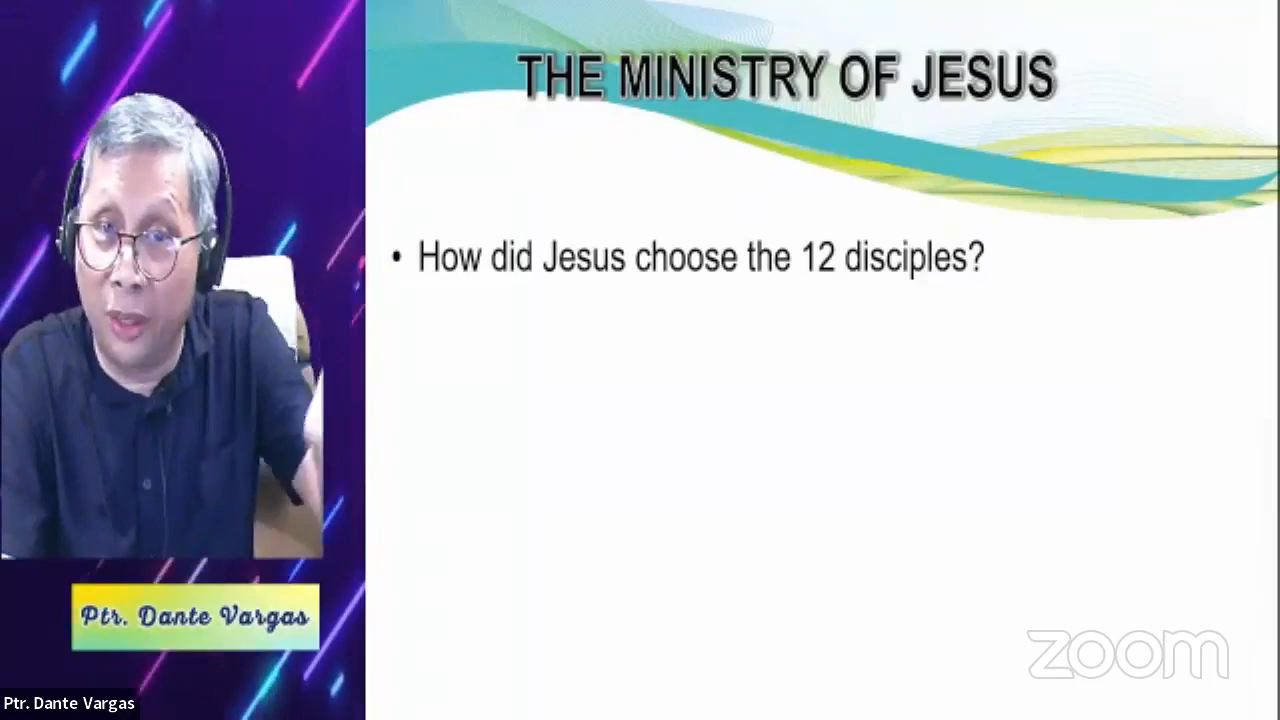 THE MINISTRY OF JESUS
• How did Jesus choose the 12 disciples?
Ptr. Dante Vargas
zoom
Ptr. Dante Vargas